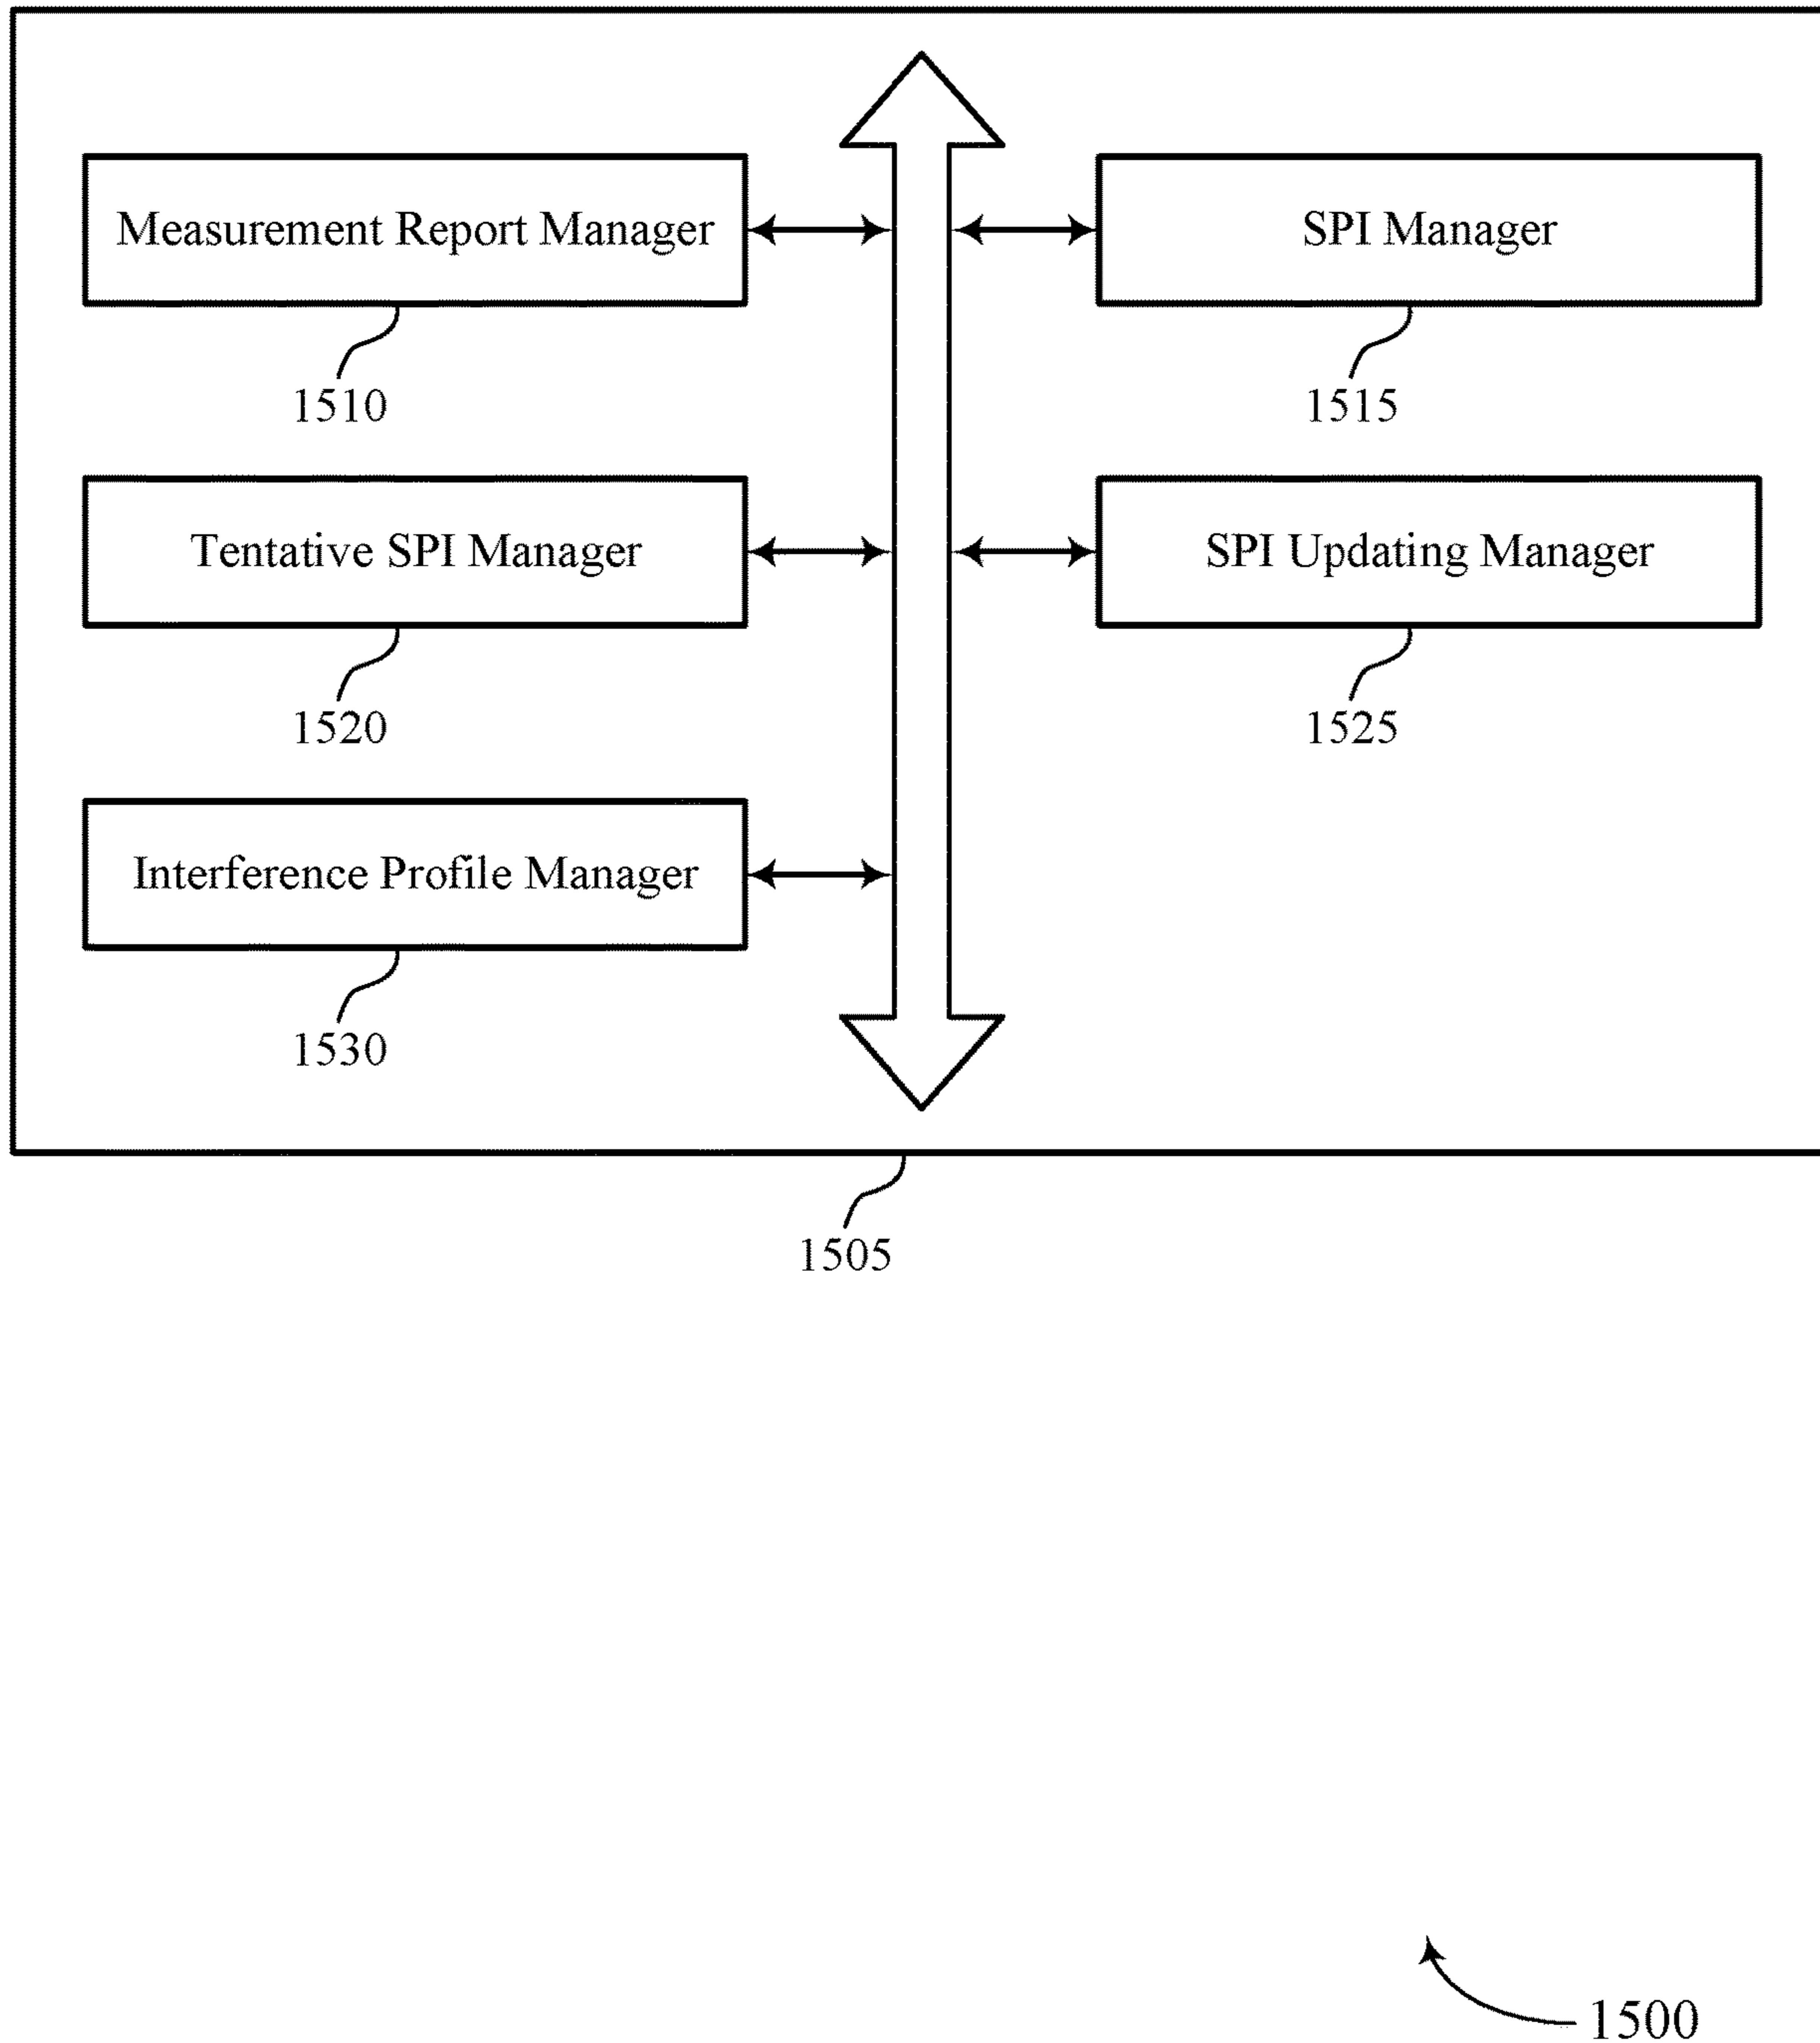 Measurement Report Manager
SPI Manager
1510
1515
Tentative SPI Manager
SPI Updating Manager
1520
1525
Interference Profile Manager
1530
1505
1500